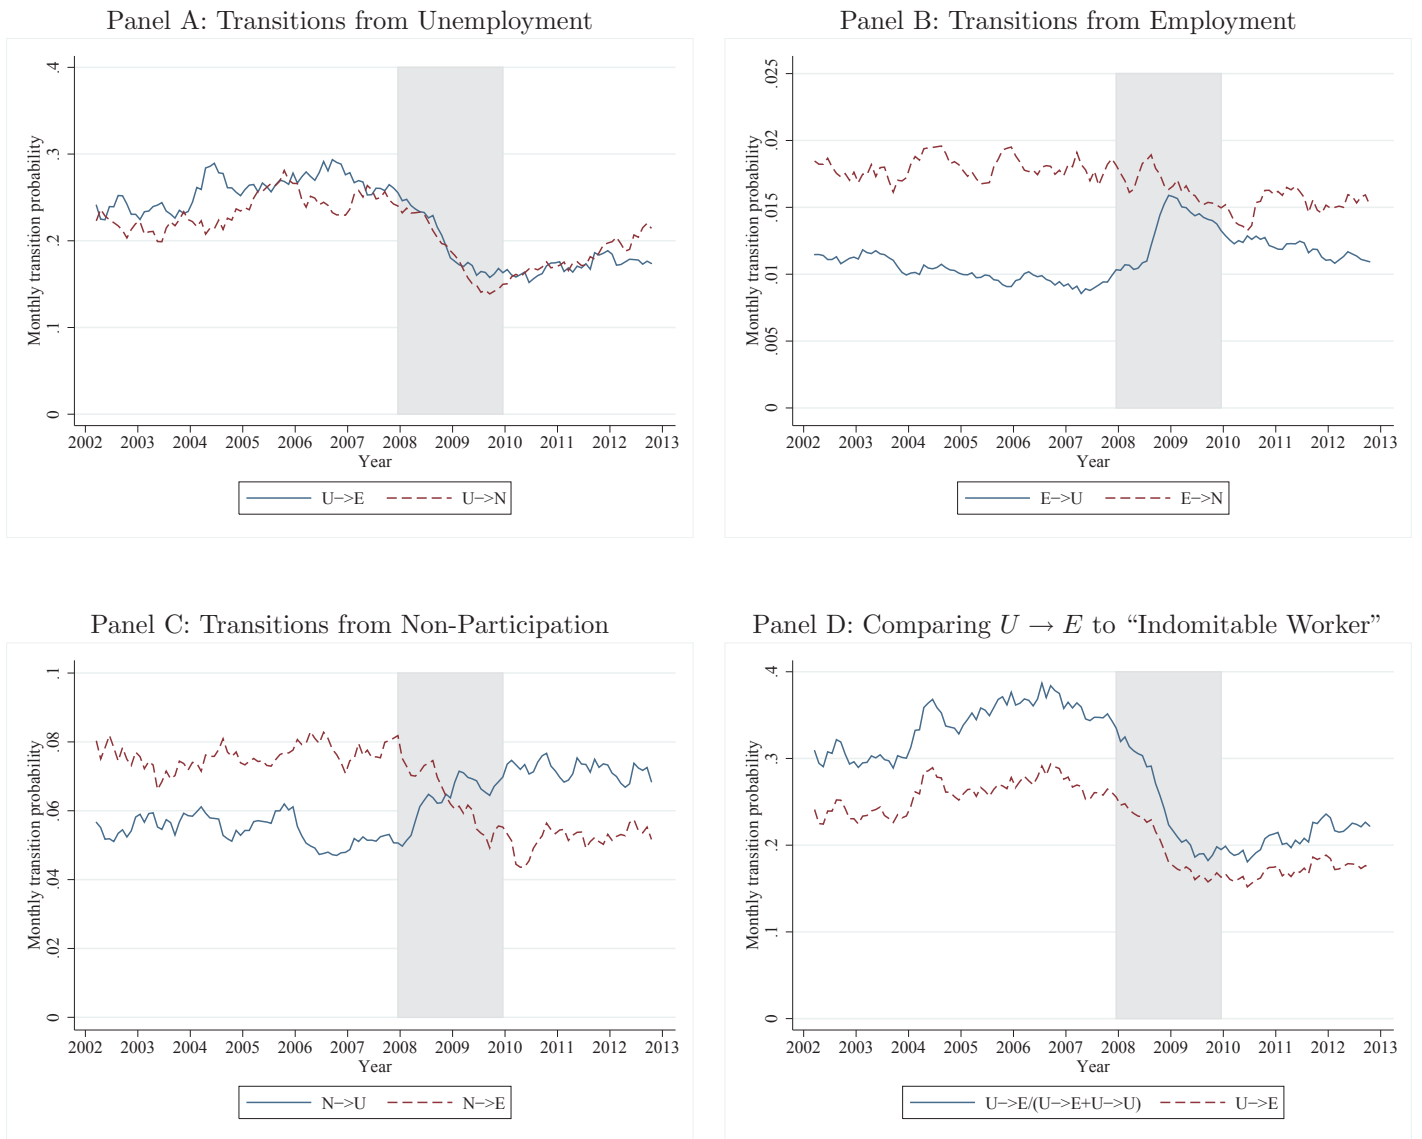 Panel A: Transitions from Unemployment
Monthly transition probability
0 .1 .2 .3 .4
2002 2003 2004 2005 2006 2007 2008 2009 2010 2011 2012 2013
Year
U−>E U−>N
Panel B: Transitions from Employment
Monthly transition probability
0 .005 .01 .015 .02 .025
2002 2003 2004 2005 2006 2007 2008 2009 2010 2011 2012 2013
Year
E−>U E−>N
Panel C: Transitions from Non-Participation
Monthly transition probability
0 .02 .04 .06 .08 .1
2002 2003 2004 2005 2006 2007 2008 2009 2010 2011 2012 2013
Year
N−>U N−>E
Panel D: Comparing U → E to “Indomitable Worker”
Monthly transition probability
0 .1 .2 .3 .4
2002 2003 2004 2005 2006 2007 2008 2009 2010 2011 2012 2013
Year
U−>E/(U−>E+U−>U) U−>E